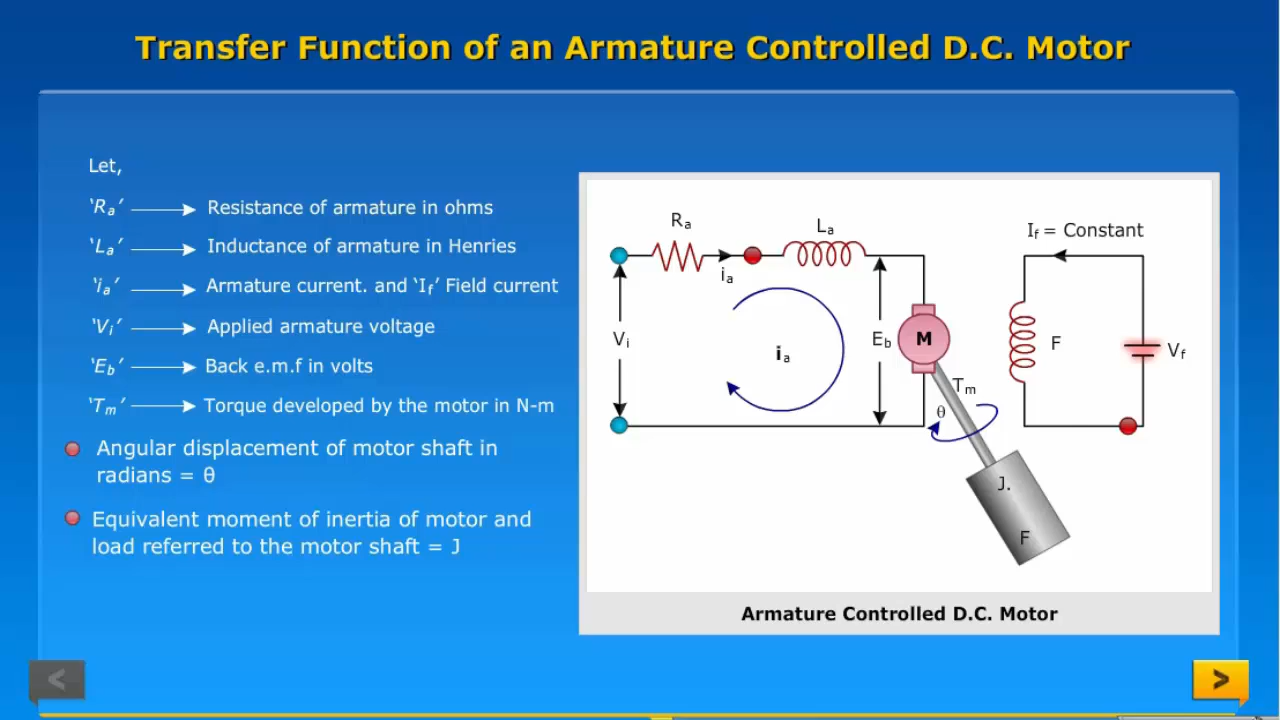 Transfer Function of an Armature Controlled D.C. Motor
Let,
‘Ra’ Resistance of armature in ohms
‘La’ Inductance of armature in Henries
‘ia’ Armature current. and ‘If’ Field current
‘Vi’ Applied armature voltage
‘Eb’ Back e.m.f in volts
‘Tm’ Torque developed by the motor in N-m
Angular displacement of motor shaft in
radians = θ
Equivalent moment of inertia of motor and
load referred to the motor shaft = J
Ra
La
If = Constant
ia
Vi
ia
Eb
M
F
Vf
Tm
θ
J.
F
Armature Controlled D.C. Motor
<
>